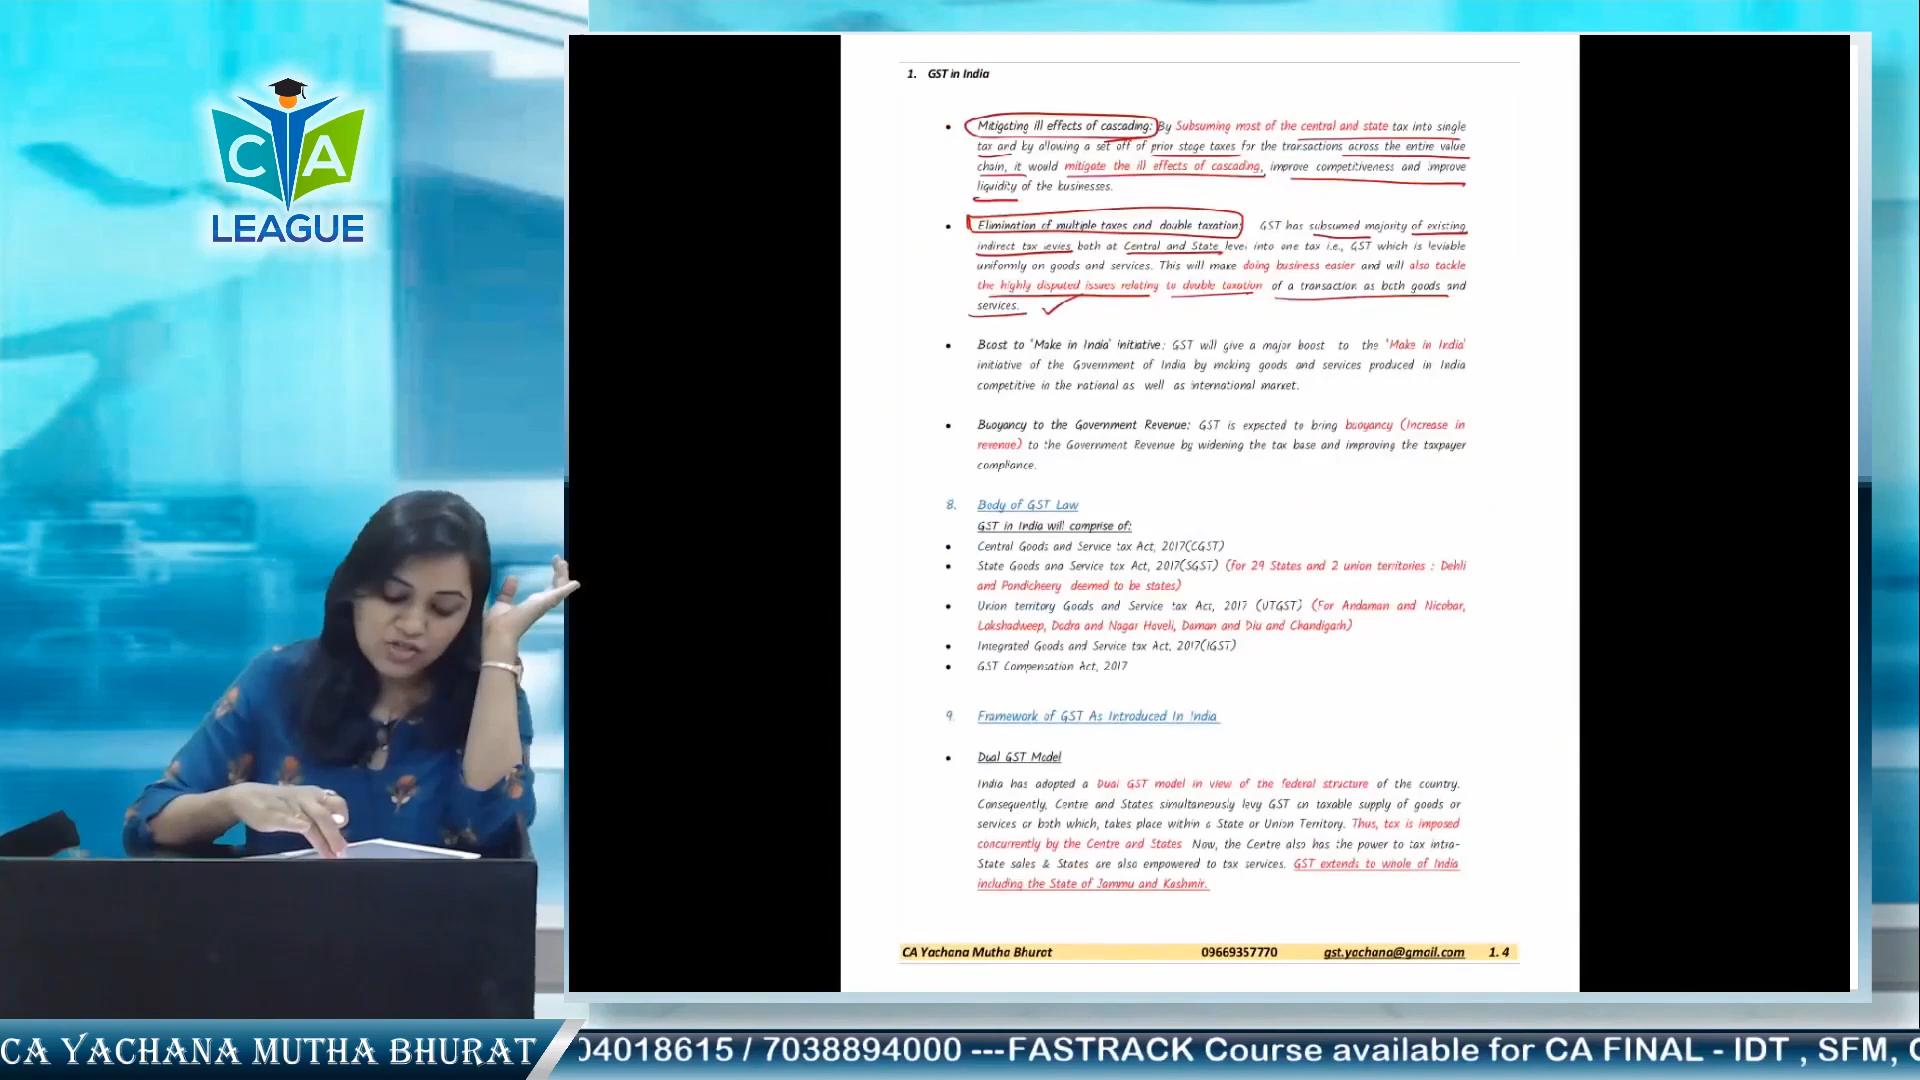 CA
LEAGUE
1. GST in India
• Mitigating ill effects of cascading: By Subsuming most of the central and state tax into single
tax and by allowing a set off of prior stage taxes for the transactions across the entire value
chain, it would mitigate the ill effects of cascading, improve competitiveness and improve
liquidity of the businesses.
• Elimination of multiple taxes and double taxation: GST has subsumed majority of existing
indirect tax levies both at Central and State level into one tax i.e., GST which is leviable
uniformly on goods and services. This will make doing business easier and will also tackle
the highly disputed issues relating to double taxation of a transaction as both goods and
services.
• Boost to 'Make in India' initiative: GST will give a major boost to the 'Make in India'
initiative of the Government of India by making goods and services produced in India
competitive in the national as well as international market.
• Buoyancy to the Government Revenue: GST is expected to bring buoyancy (Increase in
revenue) to the Government Revenue by widening the tax base and improving the taxpayer
compliance.
8. Body of GST Law
GST in India will comprise of:
• Central Goods and Service tax Act, 2017(CGST)
• State Goods and Service tax Act, 2017(SGST) (for 29 States and 2 union territories : Dehli
and Pondicheery deemed to be states)
• Union territory Goods and Service tax Act, 2017 (UTGST) (For Andaman and Nicobar,
Lakshadweep, Dadra and Nagar Haveli, Daman and Diu and Chandigarh)
• Integrated Goods and Service tax Act, 2017(IGST)
• GST Compensation Act, 2017
9. Framework of GST As Introduced In India
• Dual GST Model
India has adopted a Dual GST model in view of the federal structure of the country.
Consequently, Centre and States simultaneously levy GST on taxable supply of goods or
services or both which, takes place within a State or Union Territory. Thus, tax is imposed
concurrently by the Centre and States Now, the Centre also has the power to tax intra-
State sales & States are also empowered to tax services. GST extends to whole of India
including the State of Jammu and Kashmir.
CA Yachana Mutha Bhurat 09669357770 gst.yachana@gmail.com 1. 4
CA YACHANA MUTHA BHURAT
04018615 / 7038894000 ---FASTRACK Course available for CA FINAL - IDT , SFM, C